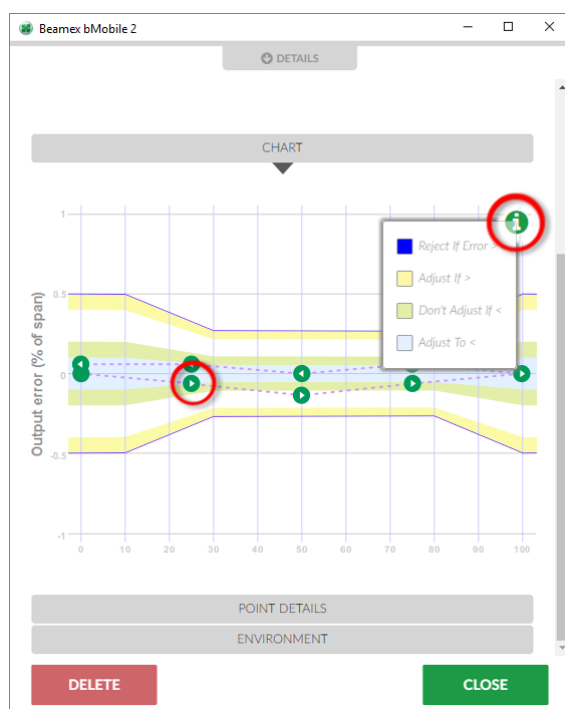 Beamex bMobile 2
DETAILS
CHART
Reject If Error >
Adjust If >
Don't Adjust If <
Adjust To <
Output error (% of span)
1
0.5
0
-0.5
-1
0 10 20 30 40 50 60 70 80 90 100
POINT DETAILS
ENVIRONMENT
DELETE
CLOSE